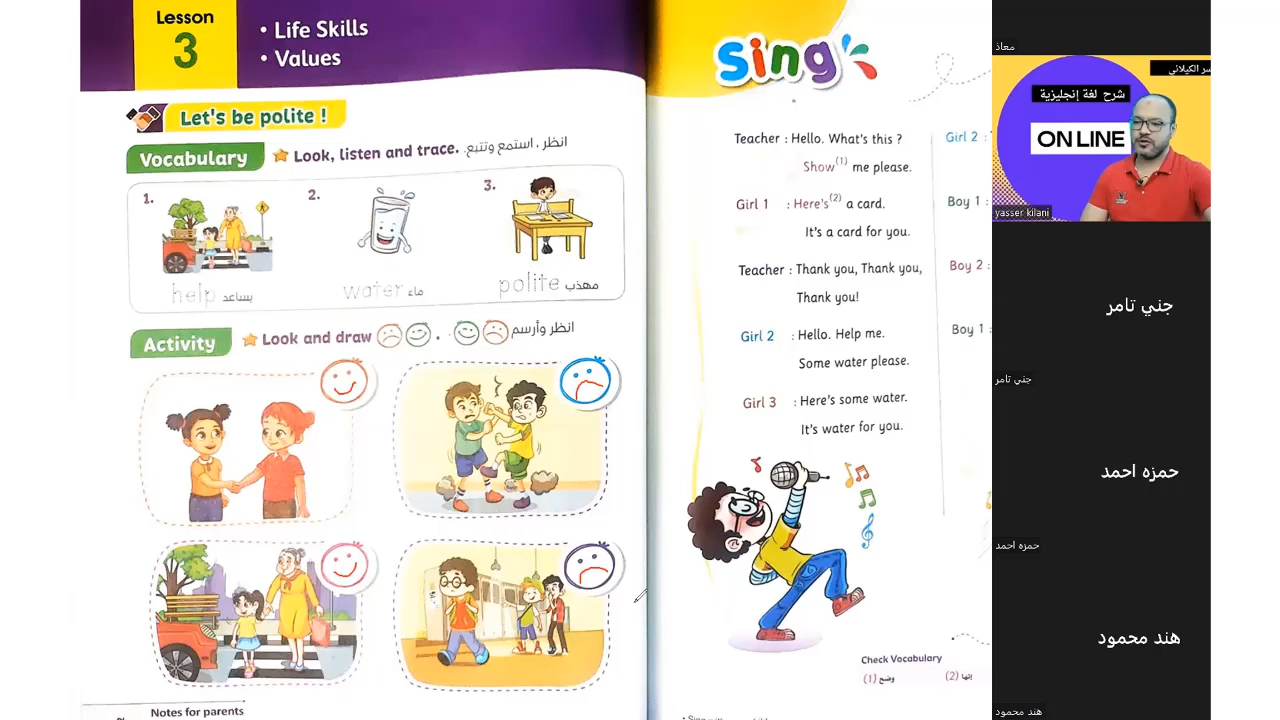 Lesson
3
• Life Skills
• Values
Let's be polite !
Vocabulary
Look, listen and trace.
انظر ، استمع وتتبع.
1.
2.
3.
help يساعد
water ماء
polite مهذب
Activity
Look and draw
انظر وأرسم
Notes for parents
Sing
Teacher : Hello. What's this ?
Show(1) me please.
Girl 1 : Here's(2) a card.
It's a card for you.
Teacher : Thank you, Thank you,
Thank you!
Girl 2 : Hello. Help me.
Some water please.
Girl 3 : Here's some water.
It's water for you.
Girl 2 :
Boy 1 :
Boy 2 :
Boy 1 :
Check Vocabulary
(1) وضح
(2) إنها
معاذ
سر الكيلاني
شرح لغة إنجليزية
ON LINE
yasser kilani
جني تامر
جني تامر
حمزه احمد
حمزه احمد
هند محمود
هند محمود